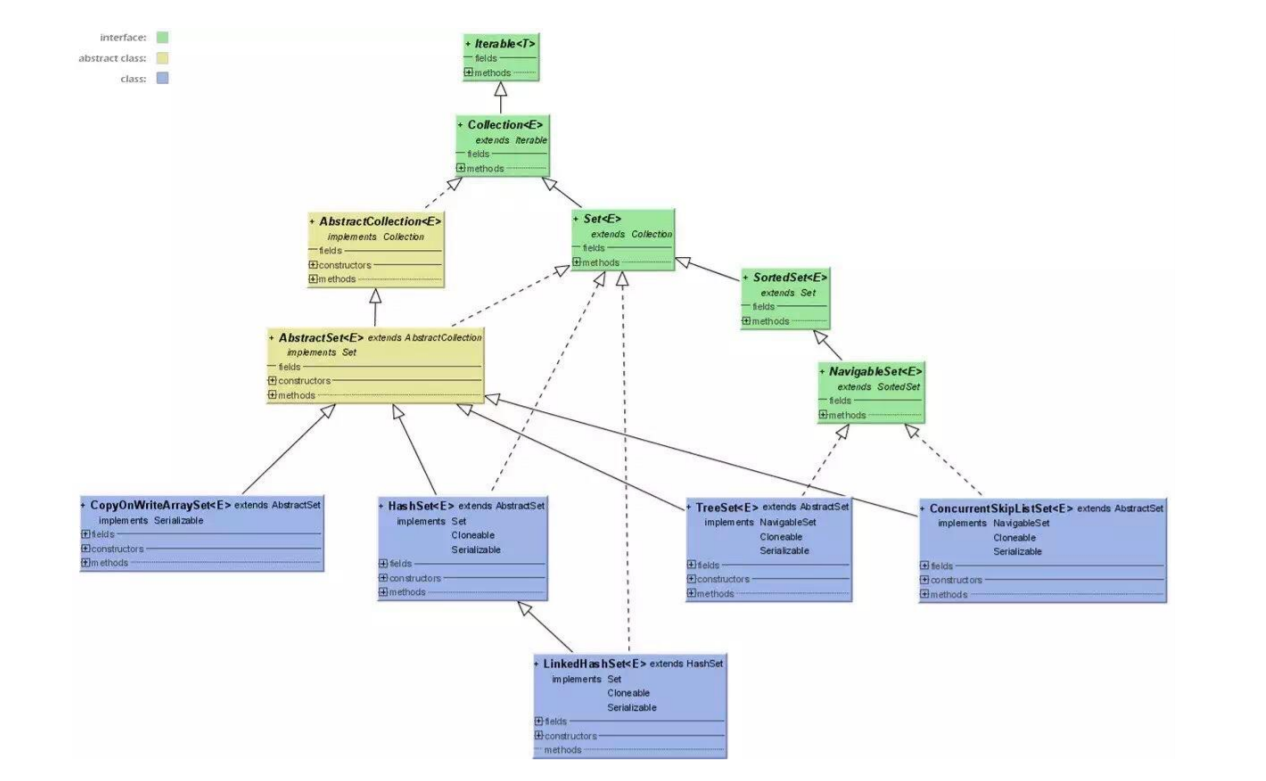 interface:
abstract class:
class:
+ Iterable<T>
fields
methods
+ Collection<E>
extends Iterable
fields
methods
+ AbstractCollection<E>
implements Collection
fields
constructors
methods
+ Set<E>
extends Collection
fields
methods
+ SortedSet<E>
extends Set
fields
methods
+ AbstractSet<E> extends AbstractCollection
implements Set
fields
constructors
methods
+ NavigableSet<E>
extends SortedSet
fields
methods
+ CopyOnWriteArraySet<E> extends AbstractSet
implements Serializable
fields
constructors
methods
+ HashSet<E> extends AbstractSet
implements Set
Cloneable
Serializable
fields
constructors
methods
+ TreeSet<E> extends AbstractSet
implements NavigableSet
Cloneable
Serializable
fields
constructors
methods
+ ConcurrentSkipListSet<E> extends AbstractSet
implements NavigableSet
Cloneable
Serializable
fields
constructors
methods
+ LinkedHashSet<E> extends HashSet
implements Set
Cloneable
Serializable
fields
constructors
methods